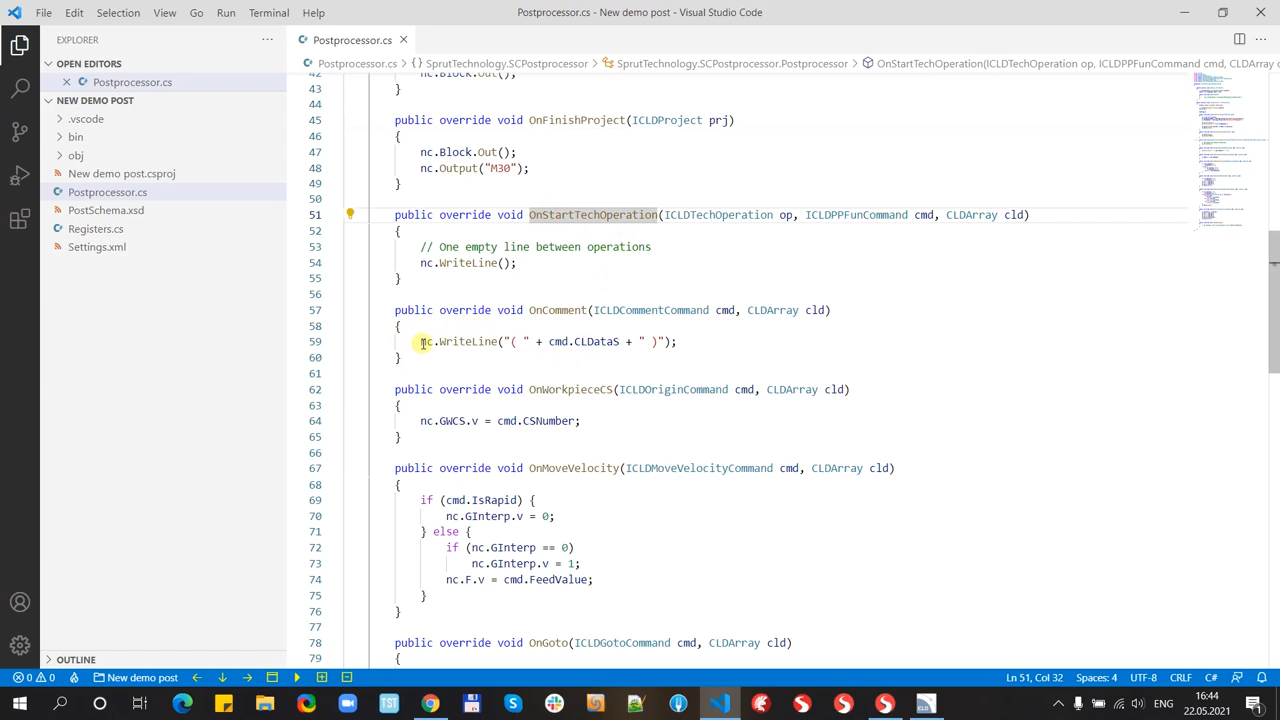 File Edit Selection View Go Run Terminal Help
Postprocessor.cs - New demo post - Visual Studio Code
EXPLORER
OPEN EDITORS
Postprocessor.cs
NEW DEMO POST
.vscode
bin
obj
New demo post.csproj
Postprocessor.cs
PostSchema.xsd
Registers.cs
Settings.xml
OUTLINE
Postprocessor.cs
Postprocessor.cs > SprutTechnology.SCPostprocessor > SprutTechnology.SCPostprocessor.Postprocessor > OnStartTechOperation(ICLDTechOperation op, ICLDPPFunCommand cmd, CLDArray c
42 nc.Block.Out();
43 }
44
45 public override void FinishProject(ICLDProject prj)
46 {
47 Block.
48 nc.Output("M30");
49 }
50
51 public override void StartTechOperation(ICLDTechOperation op, ICLDPPFunCommand cmd, CLDArray cld)
52 {
53 // One empty line between operations
54 nc.WriteLine();
55 }
56
57 public override void OnComment(ICLDCommentCommand cmd, CLDArray cld)
58 {
59 nc.WriteLine("( " + cmd.CLDataS + " )");
60 }
61
62 public override void OnWorkpieceCS(ICLDOriginCommand cmd, CLDArray cld)
63 {
64 nc.GWCS.v = cmd.CSNumber;
65 }
66
67 public override void OnMoveVelocity(ICLDMoveVelocityCommand cmd, CLDArray cld)
68 {
69 if (cmd.IsRapid) {
70 nc.GInterp.v = 0;
71 } else {
72 if (nc.GInterp == 0)
73 nc.GInterp.v = 1;
74 nc.F.v = cmd.FeedValue;
75 }
76 }
77
78 public override void OnGoto(ICLDGotoCommand cmd, CLDArray cld)
79 {
0 0 New demo post
Ln 51, Col 32 Spaces: 4 UTF-8 CRLF C#
16:44
22.05.2021